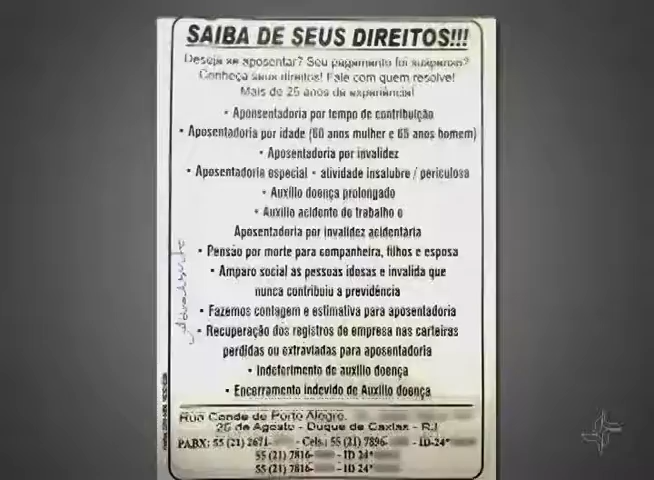 SAIBA DE SEUS DIREITOS!!!
Deseja se aposentar? Seu pagamento foi suspenso?
Conheça seus direitos! Fale com quem resolve!
Mais de 25 anos de experiência!
• Aponsentadoria por tempo de contribuição
• Aposentadoria por idade (60 anos mulher e 65 anos homem)
• Aposentadoria por invalidez
• Aposentadoria especial - atividade insalubre / periculosa
• Auxílio doença prolongado
• Auxílio acidente do trabalho e
Aposentadoria por invalidez acidentária
• Pensão por morte para companheira, filhos e esposa
• Amparo social as pessoas idosas e invalida que
nunca contribuiu a previdência
• Fazemos contagem e estimativa para aposentadoria
• Recuperação dos registros de empresa nas carteiras
perdidas ou extraviadas para aposentadoria
• Indeferimento de auxílio doença
• Encerramento indevido de Auxílio doença
Rua Conde de Porto Alegre,
25 de Agosto - Duque de Caxias - RJ
PABX: 55 (21) 2671- - Cels.: 55 (21) 7896- - ID-24*
55 (21) 7816- - ID 24*
55 (21) 7816- - ID 24*